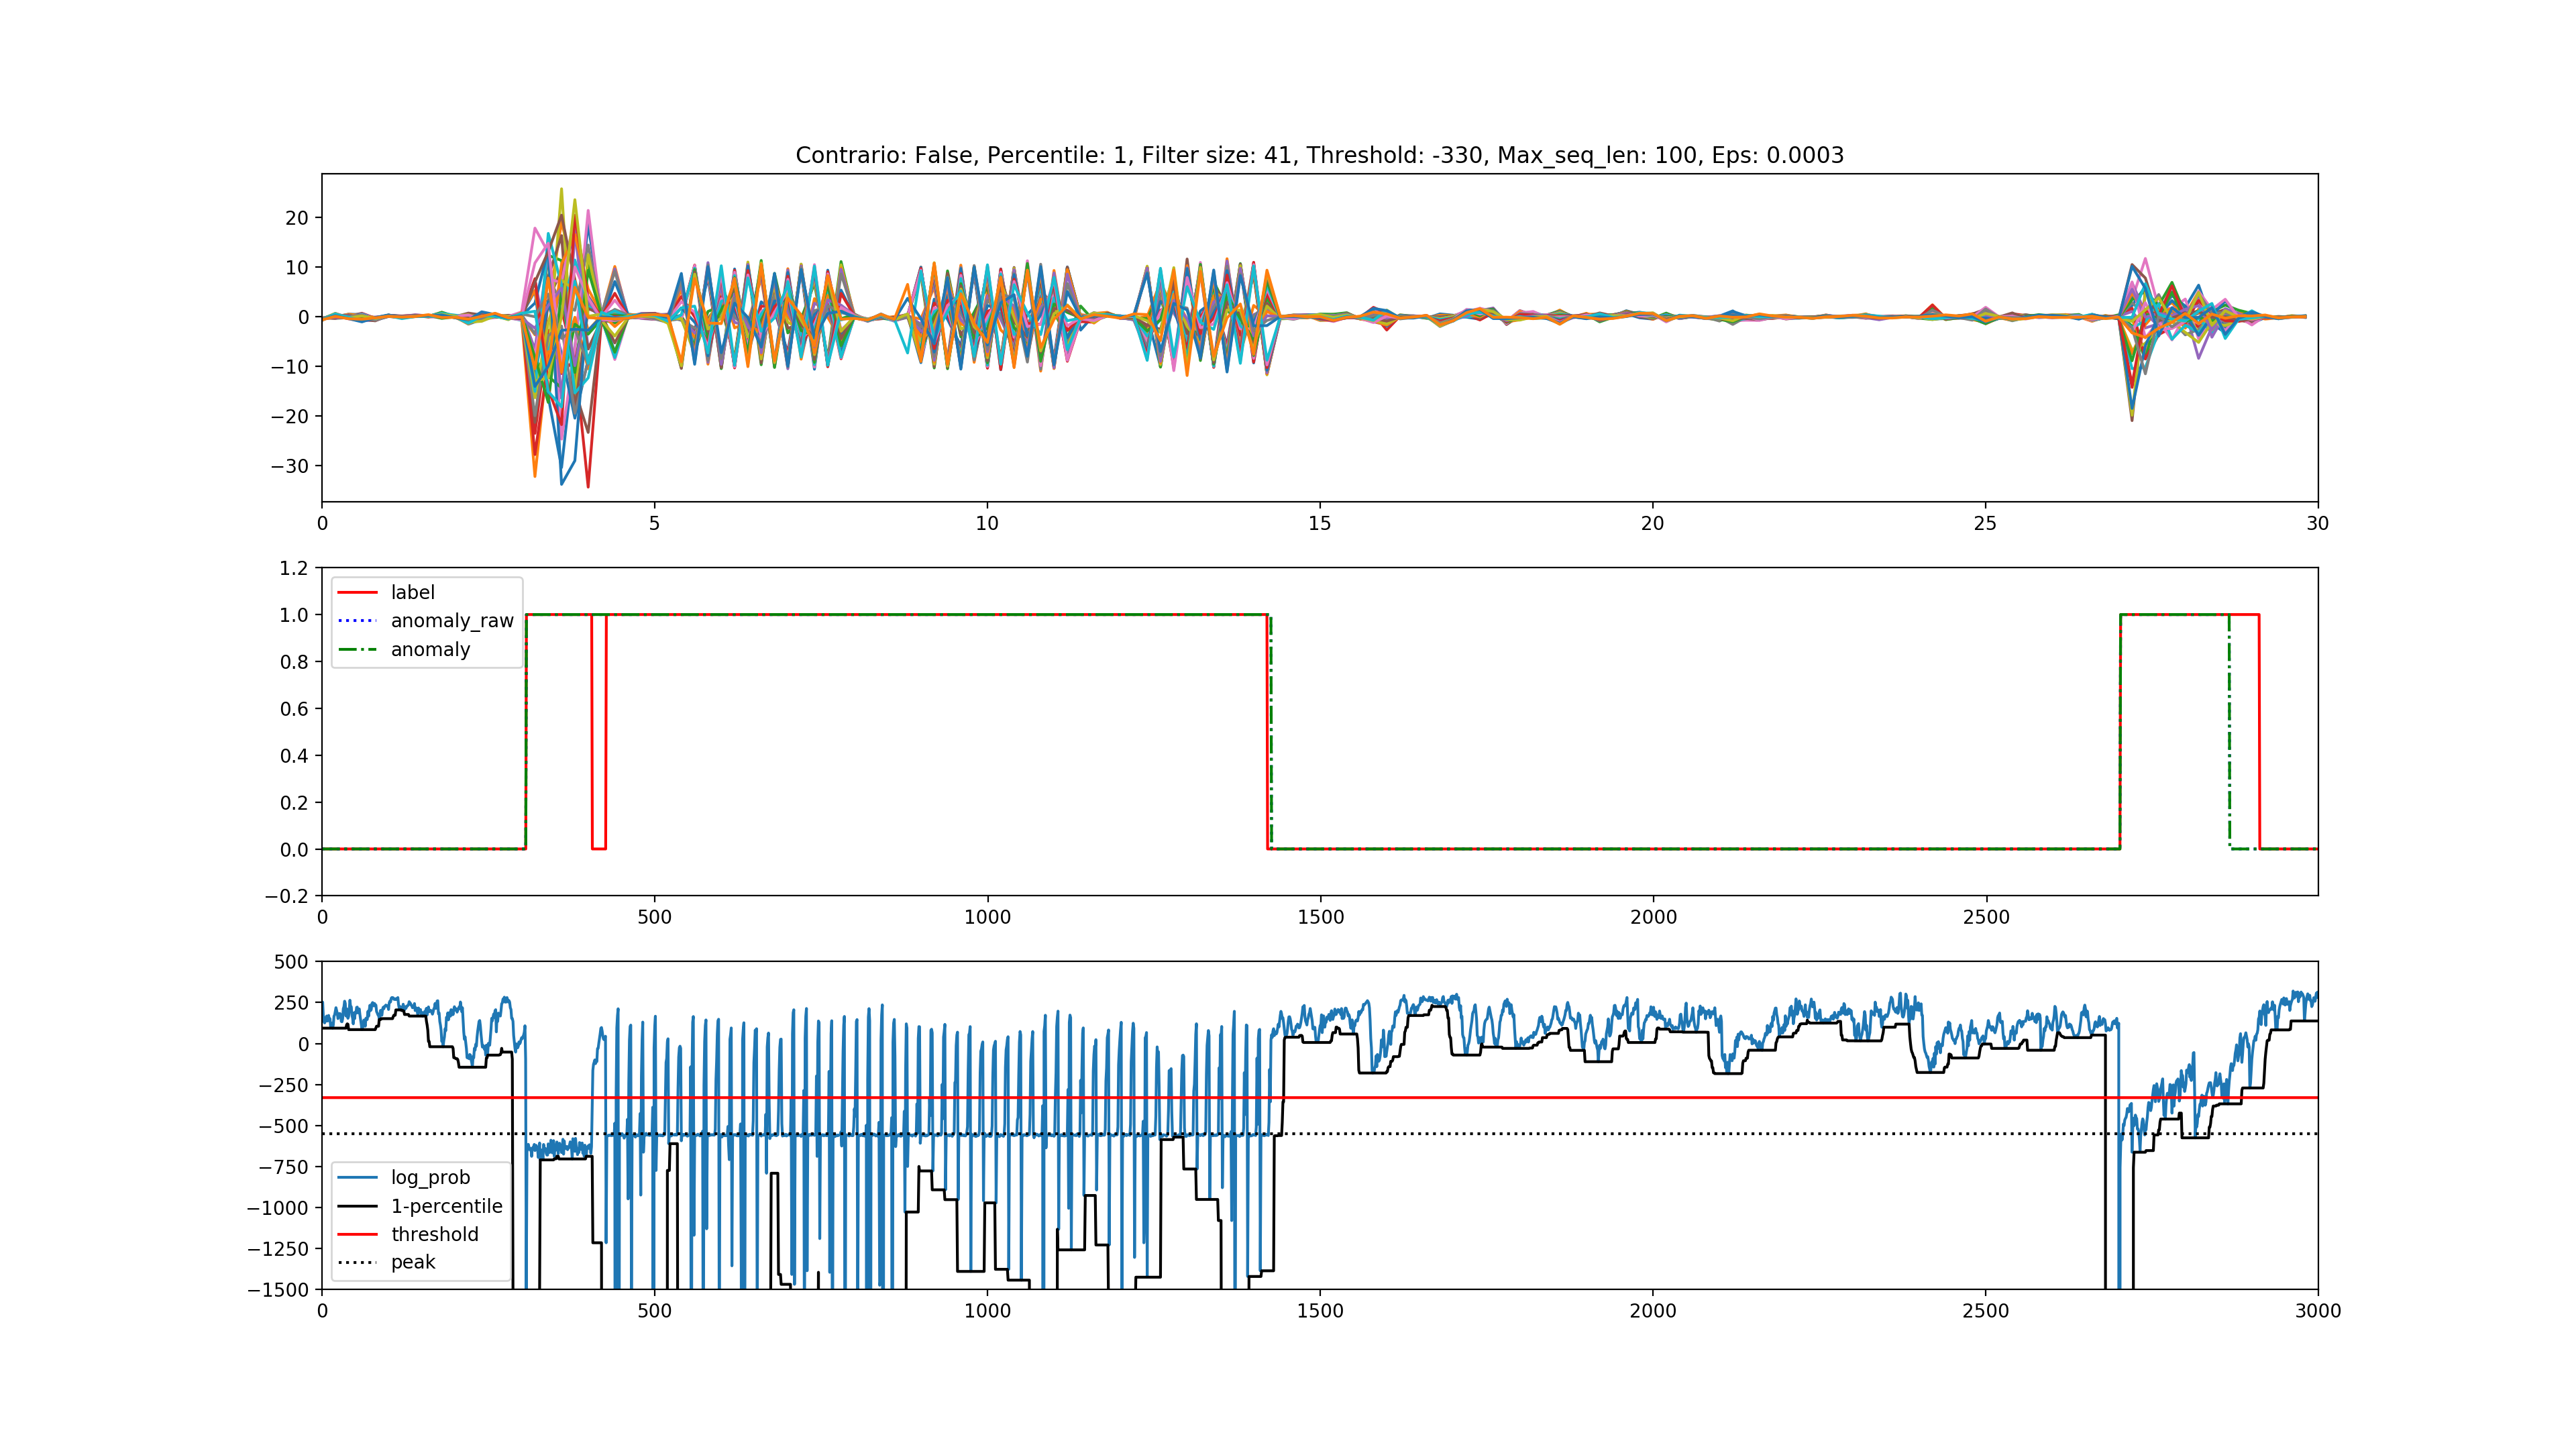 Contrario: False, Percentile: 1, Filter size: 41, Threshold: -330, Max_seq_len: 100, Eps: 0.0003
20
10
0
−10
−20
−30
0 5 10 15 20 25 30
1.2
1.0
0.8
0.6
0.4
0.2
0.0
−0.2
label
anomaly_raw
anomaly
0 500 1000 1500 2000 2500
500
250
0
−250
−500
−750
−1000
−1250
−1500
log_prob
1-percentile
threshold
peak
0 500 1000 1500 2000 2500 3000